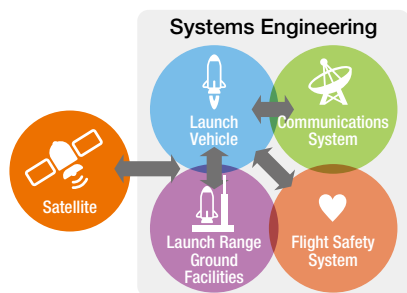 Systems Engineering
Launch
Vehicle
Communications
System
Satellite
Launch Range
Ground
Facilities
Flight Safety
System